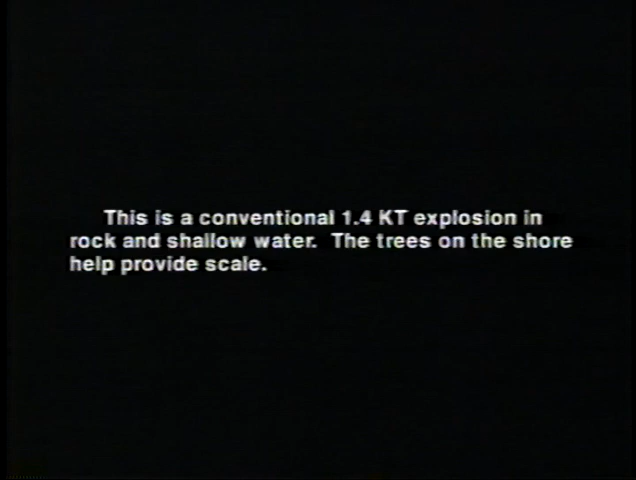 This is a conventional 1.4 KT explosion in
rock and shallow water. The trees on the shore
help provide scale.